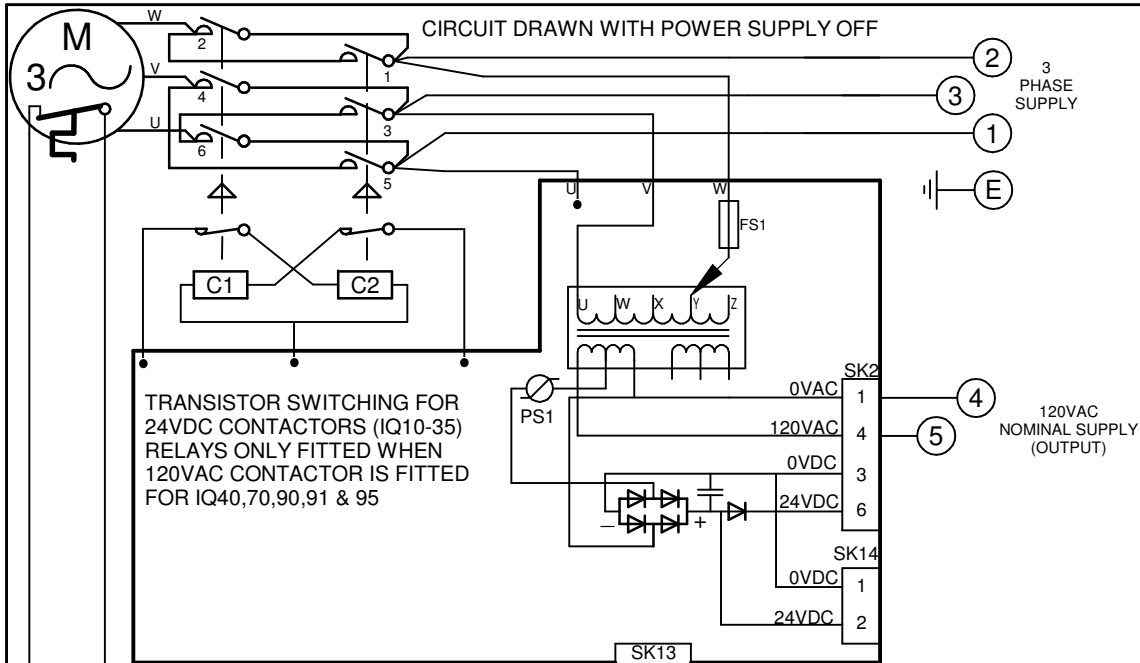 CIRCUIT DRAWN WITH POWER SUPPLY OFF
W
2
M
3
V
4
U
6
1
3
5
2
3
1
3
PHASE
SUPPLY
E
U
V
W
FS1
C1
C2
U
W
X
Y
Z
PS1
TRANSISTOR SWITCHING FOR
24VDC CONTACTORS (IQ10-35)
RELAYS ONLY FITTED WHEN
120VAC CONTACTOR IS FITTED
FOR IQ40,70,90,91 & 95
SK2
0VAC
1
4
120VAC
4
5
120VAC
NOMINAL SUPPLY
(OUTPUT)
0VDC
3
24VDC
6
–
+
SK14
0VDC
1
24VDC
2
SK13